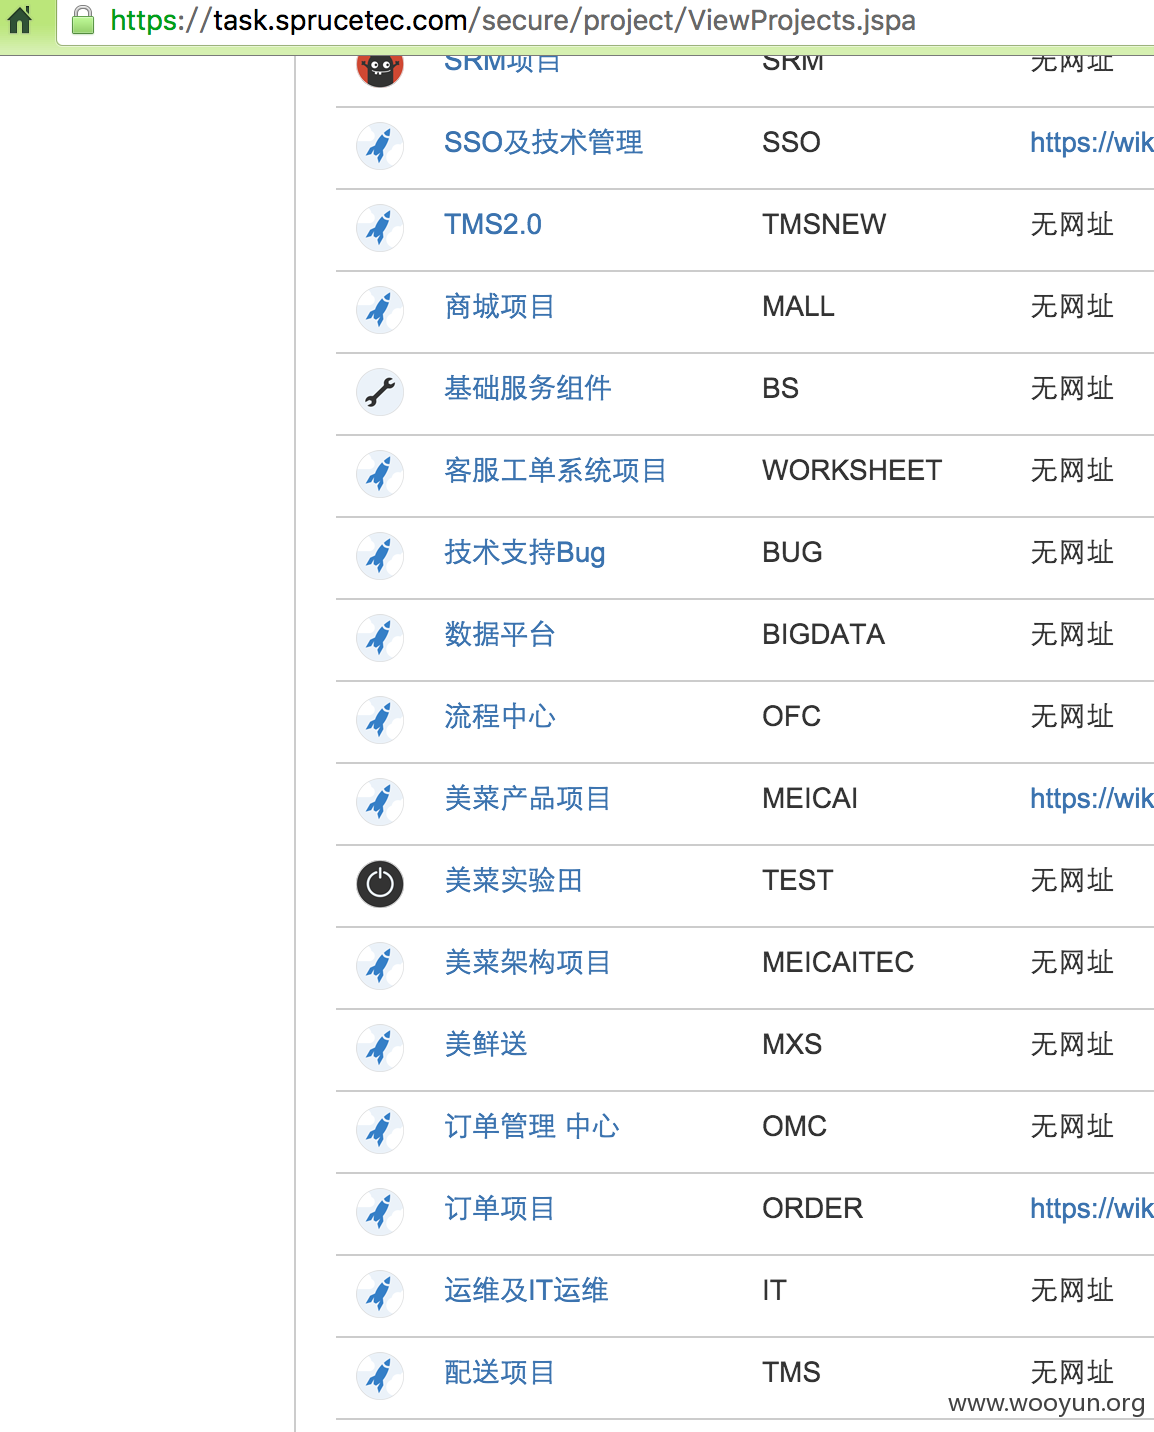 https://task.sprucetec.com/secure/project/ViewProjects.jspa
SRM项目 SRM 无网址
SSO及技术管理 SSO https://wik
TMS2.0 TMSNEW 无网址
商城项目 MALL 无网址
基础服务组件 BS 无网址
客服工单系统项目 WORKSHEET 无网址
技术支持Bug BUG 无网址
数据平台 BIGDATA 无网址
流程中心 OFC 无网址
美菜产品项目 MEICAI https://wik
美菜实验田 TEST 无网址
美菜架构项目 MEICAITEC 无网址
美鲜送 MXS 无网址
订单管理 中心 OMC 无网址
订单项目 ORDER https://wik
运维及IT运维 IT 无网址
配送项目 TMS 无网址
www.wooyun.org